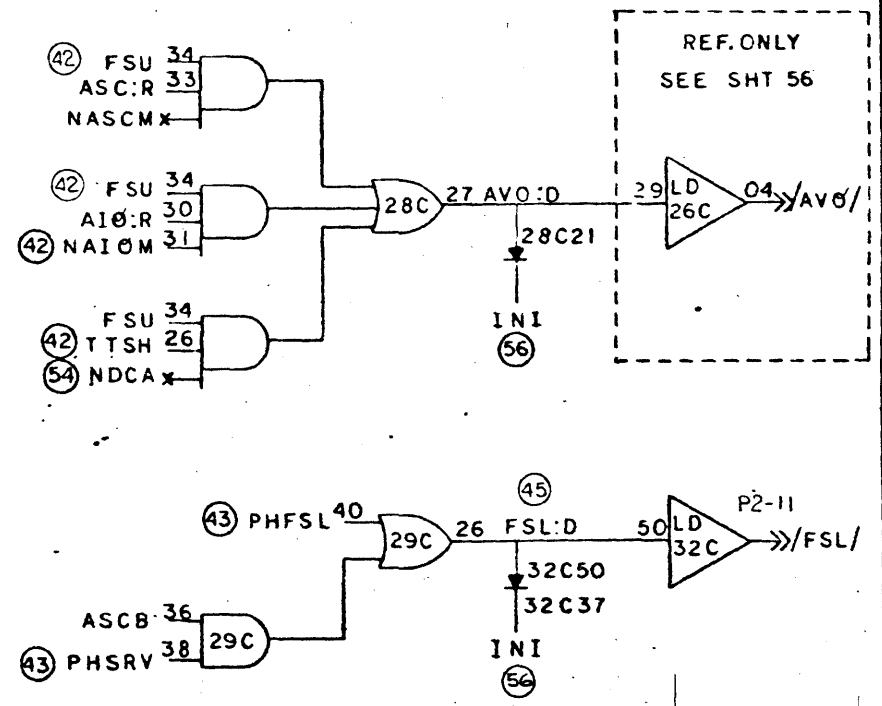 REF. ONLY
SEE SHT 56
42 FSU 34
ASC:R 33
NASCM x
42 FSU 34
AIØ:R 30
42 NAIØM 31
FSU 34
42 TTSH 26
54 NDCA x
28C
27 AVØ:D
28C21
INI
56
29 LD 04
26C
/AVØ/
43 PHFSL 40
ASCB 36
43 PHSRV 38
29C
29C
45
26 FSL:D
32C50
32C37
INI
56
50 LD
32C
P2-11
/FSL/